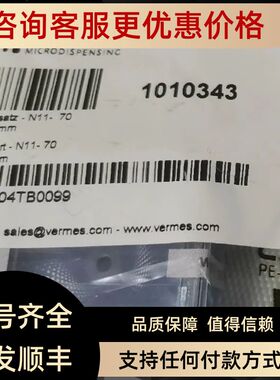 咨询客服更优惠价格
MICRODISPENSING
1010343
satz - N11- 70
mm
rt - N11- 70
04TB0099
sales@vermes.com - www.vermes.com
PE-
号齐全
品质保障 值得信赖
发顺丰
支持任何付款方式